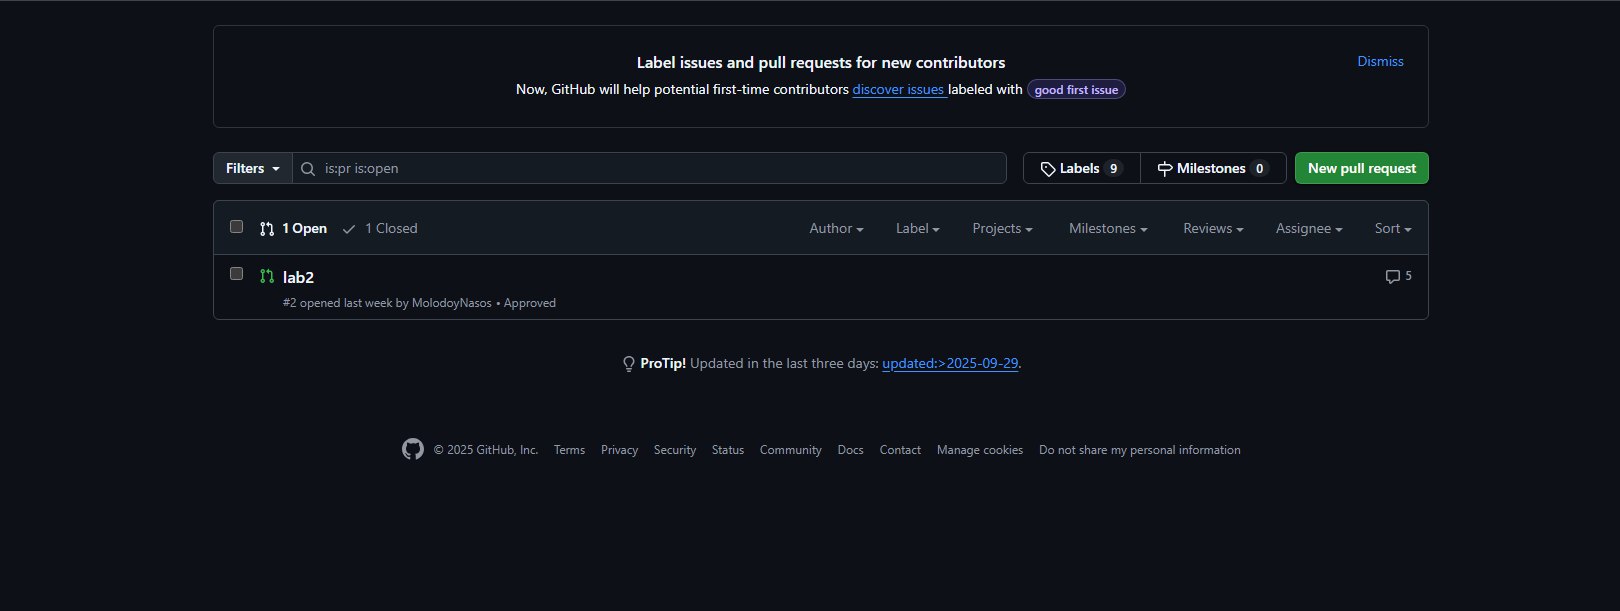 Label issues and pull requests for new contributors
Dismiss
Now, GitHub will help potential first-time contributors discover issues labeled with good first issue
Filters is:pr is:open Labels 9 Milestones 0 New pull request
1 Open 1 Closed Author Label Projects Milestones Reviews Assignee Sort
lab2 5
#2 opened last week by MolodoyNasos • Approved
ProTip! Updated in the last three days: updated:>2025-09-29.
© 2025 GitHub, Inc. Terms Privacy Security Status Community Docs Contact Manage cookies Do not share my personal information